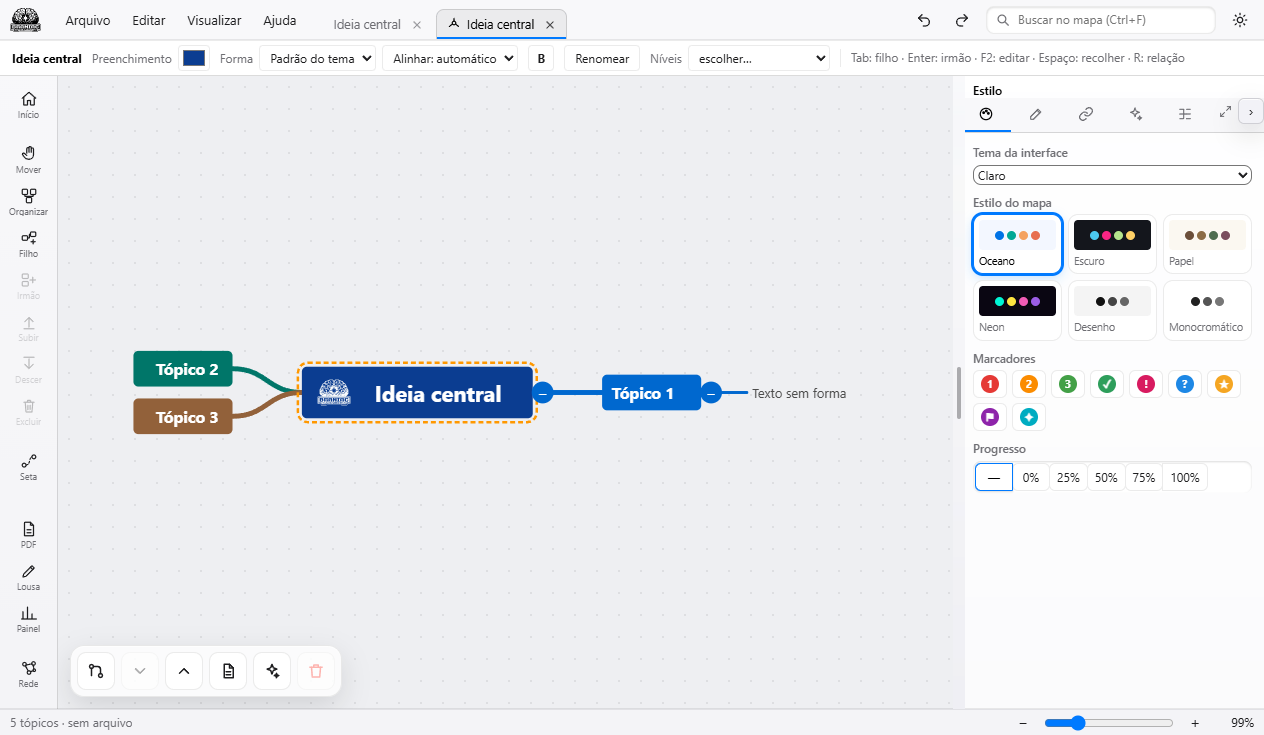 Arquivo Editar Visualizar Ajuda
Ideia central
Ideia central
Buscar no mapa (Ctrl+F)
Ideia central Preenchimento Forma Padrão do tema Alinhar: automático B Renomear Níveis escolher... Tab: filho · Enter: irmão · F2: editar · Espaço: recolher · R: relação
Início
Mover
Organizar
Filho
Irmão
Subir
Descer
Excluir
Seta
PDF
Lousa
Painel
Rede
Tópico 2
Tópico 3
Ideia central
Tópico 1
Texto sem forma
Estilo
Tema da interface
Claro
Estilo do mapa
Oceano Escuro Papel
Neon Desenho Monocromático
Marcadores
1 2 3 ! ?
Progresso
— 0% 25% 50% 75% 100%
5 tópicos · sem arquivo
− + 99%